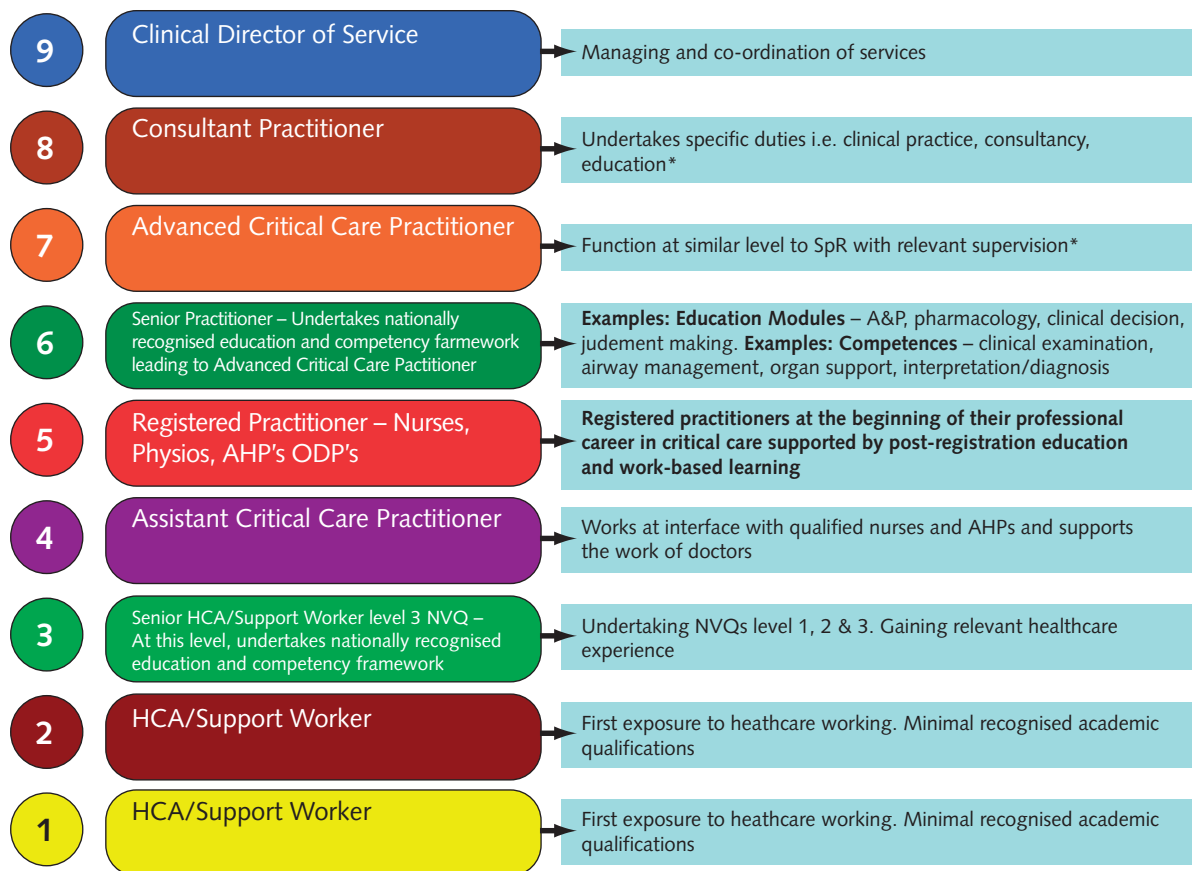 9
Clinical Director of Service
Managing and co-ordination of services
8
Consultant Practitioner
Undertakes specific duties i.e. clinical practice, consultancy,
education*
7
Advanced Critical Care Practitioner
Function at similar level to SpR with relevant supervision*
6
Senior Practitioner – Undertakes nationally
recognised education and competency farmework
leading to Advanced Critical Care Pactitioner
Examples: Education Modules – A&P, pharmacology, clinical decision,
judement making. Examples: Competences – clinical examination,
airway management, organ support, interpretation/diagnosis
5
Registered Practitioner – Nurses,
Physios, AHP's ODP's
Registered practitioners at the beginning of their professional
career in critical care supported by post-registration education
and work-based learning
4
Assistant Critical Care Practitioner
Works at interface with qualified nurses and AHPs and supports
the work of doctors
3
Senior HCA/Support Worker level 3 NVQ –
At this level, undertakes nationally recognised
education and competency framework
Undertaking NVQs level 1, 2 & 3. Gaining relevant healthcare
experience
2
HCA/Support Worker
First exposure to heathcare working. Minimal recognised academic
qualifications
1
HCA/Support Worker
First exposure to heathcare working. Minimal recognised academic
qualifications